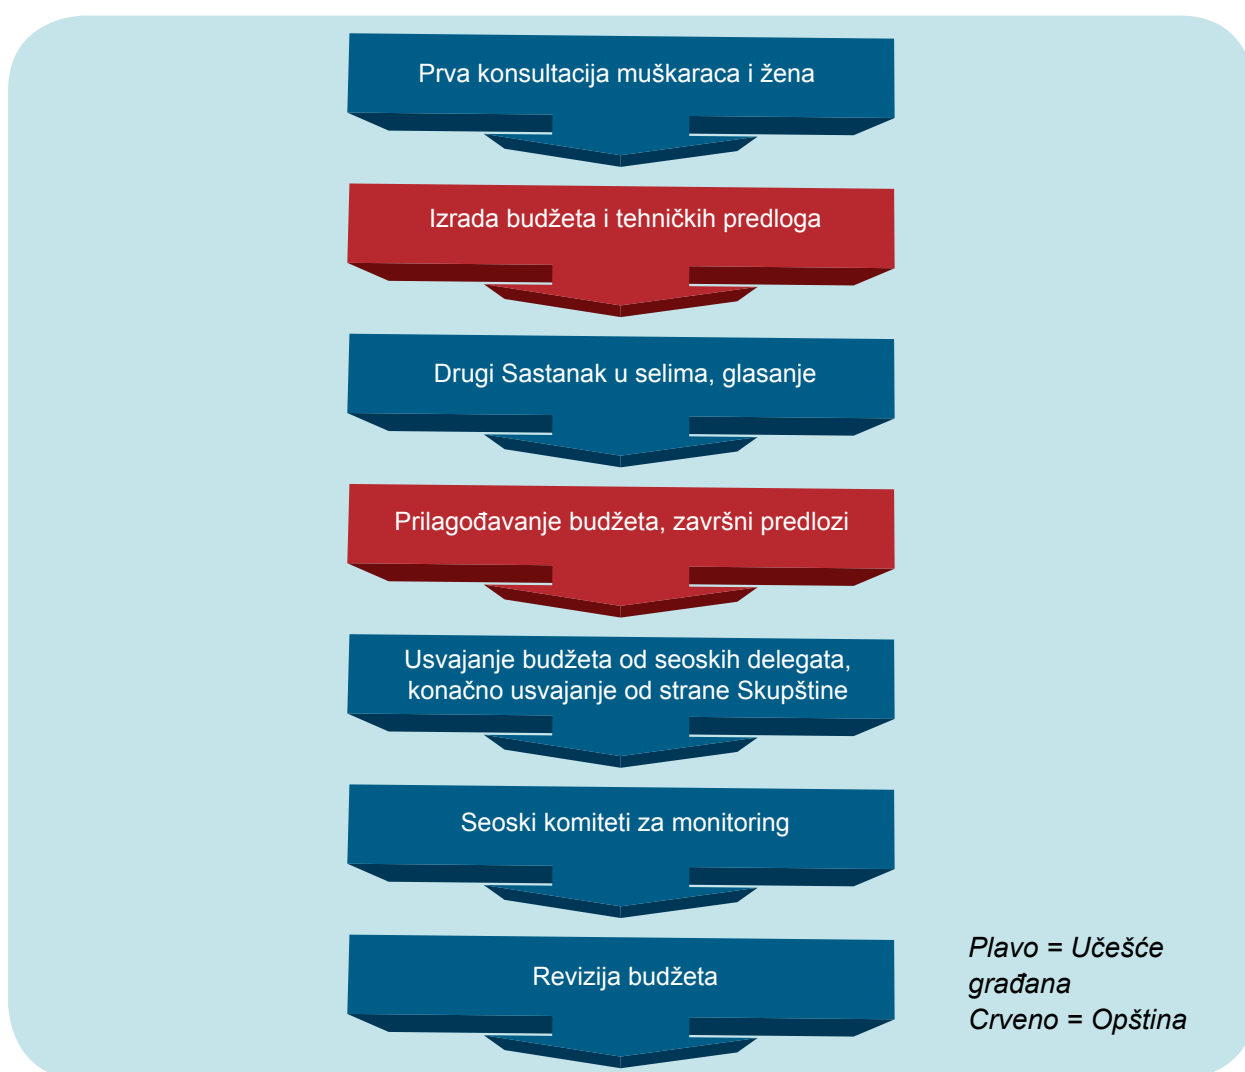 Prva konsultacija muškaraca i žena
Izrada budžeta i tehničkih predloga
Drugi Sastanak u selima, glasanje
Prilagođavanje budžeta, završni predlozi
Usvajanje budžeta od seoskih delegata,
konačno usvajanje od strane Skupštine
Seoski komiteti za monitoring
Revizija budžeta
Plavo = Učešće
građana
Crveno = Opština